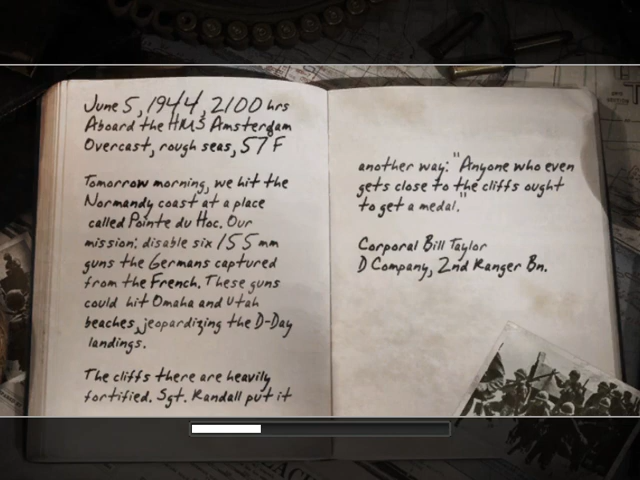 June 5, 1944, 2100 hrs
Aboard the HMS Amsterdam
Overcast, rough seas, 57 F
Tomorrow morning, we hit the
Normandy coast at a place
called Pointe du Hoc. Our
mission: disable six 155 mm
guns the Germans captured
from the French. These guns
could hit Omaha and Utah
beaches, jeopardizing the D-Day
landings.
The cliffs there are heavily
fortified. Sgt. Randall put it
another way: "Anyone who even
gets close to the cliffs ought
to get a medal."
Corporal Bill Taylor
D Company, 2nd Ranger Bn.